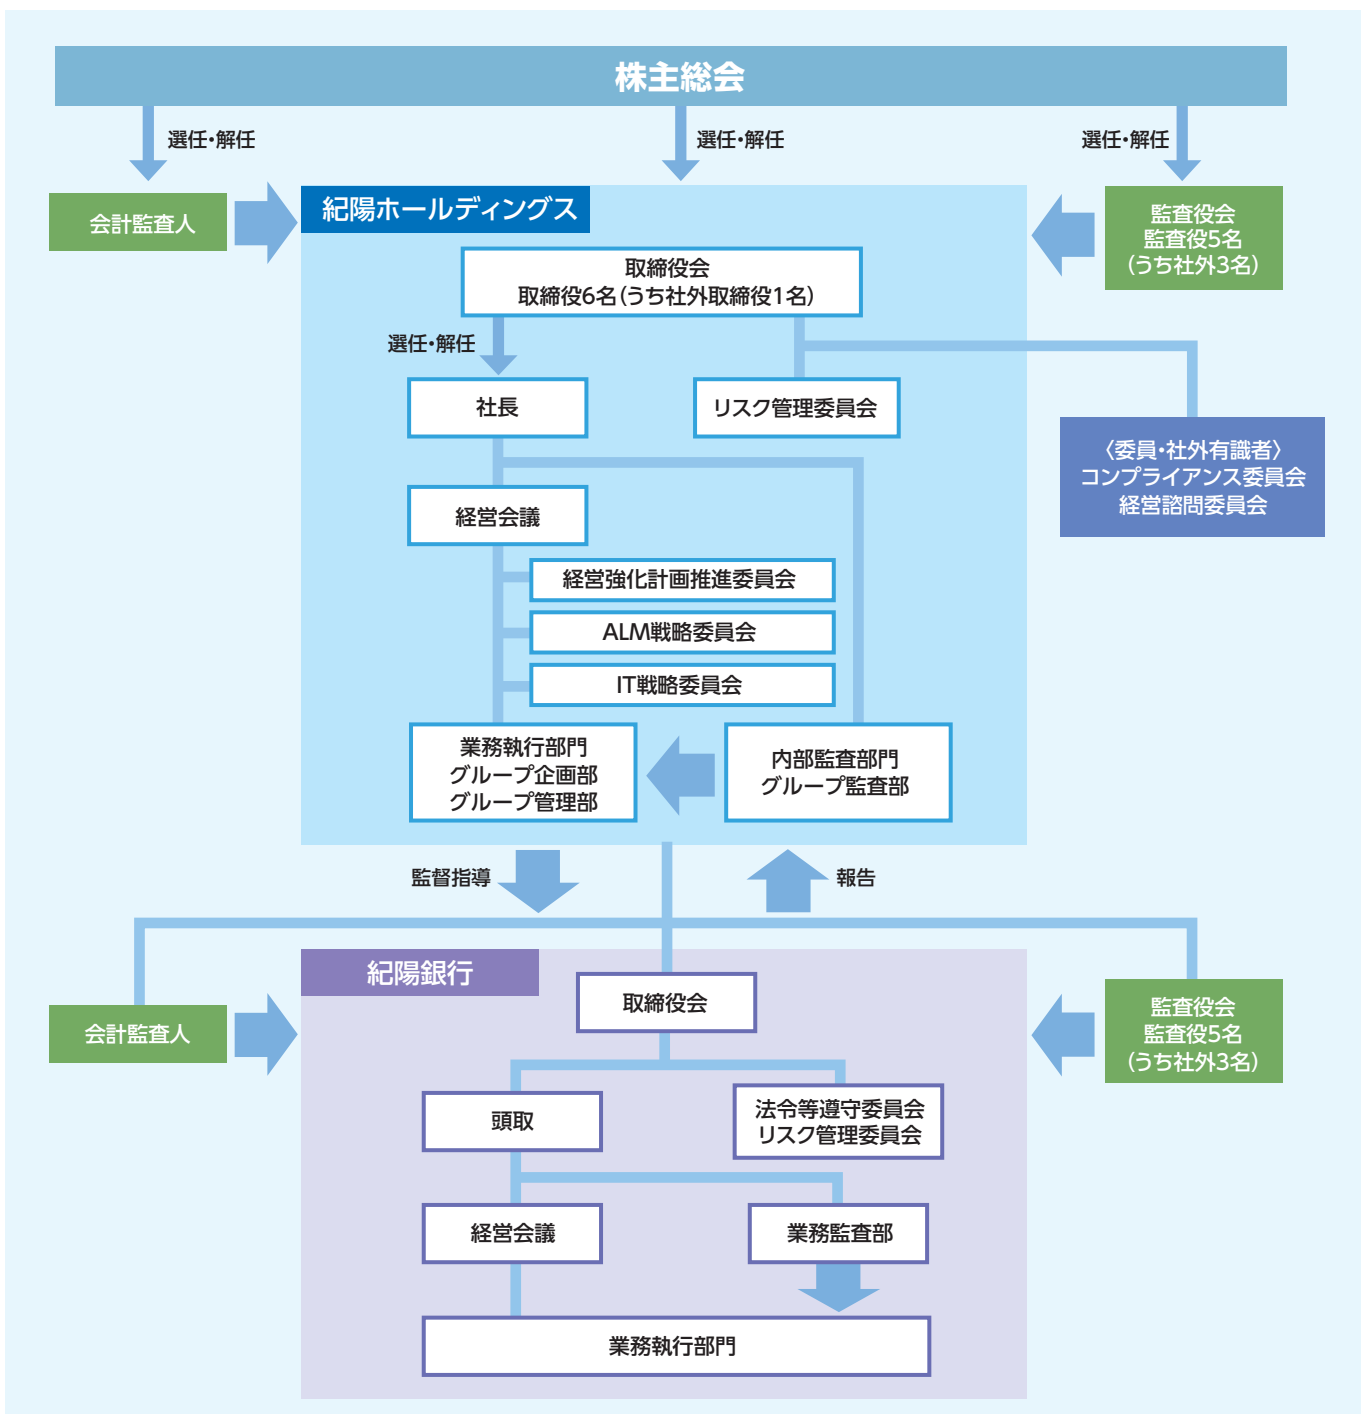 株主総会
選任・解任
選任・解任
選任・解任
会計監査人
紀陽ホールディングス
監査役会
監査役5名
(うち社外3名)
取締役会
取締役6名(うち社外取締役1名)
選任・解任
社長
リスク管理委員会
〈委員・社外有識者〉
コンプライアンス委員会
経営諮問委員会
経営会議
経営強化計画推進委員会
ALM戦略委員会
IT戦略委員会
業務執行部門
グループ企画部
グループ管理部
内部監査部門
グループ監査部
監督指導
報告
紀陽銀行
会計監査人
取締役会
監査役会
監査役5名
(うち社外3名)
頭取
法令等遵守委員会
リスク管理委員会
経営会議
業務監査部
業務執行部門